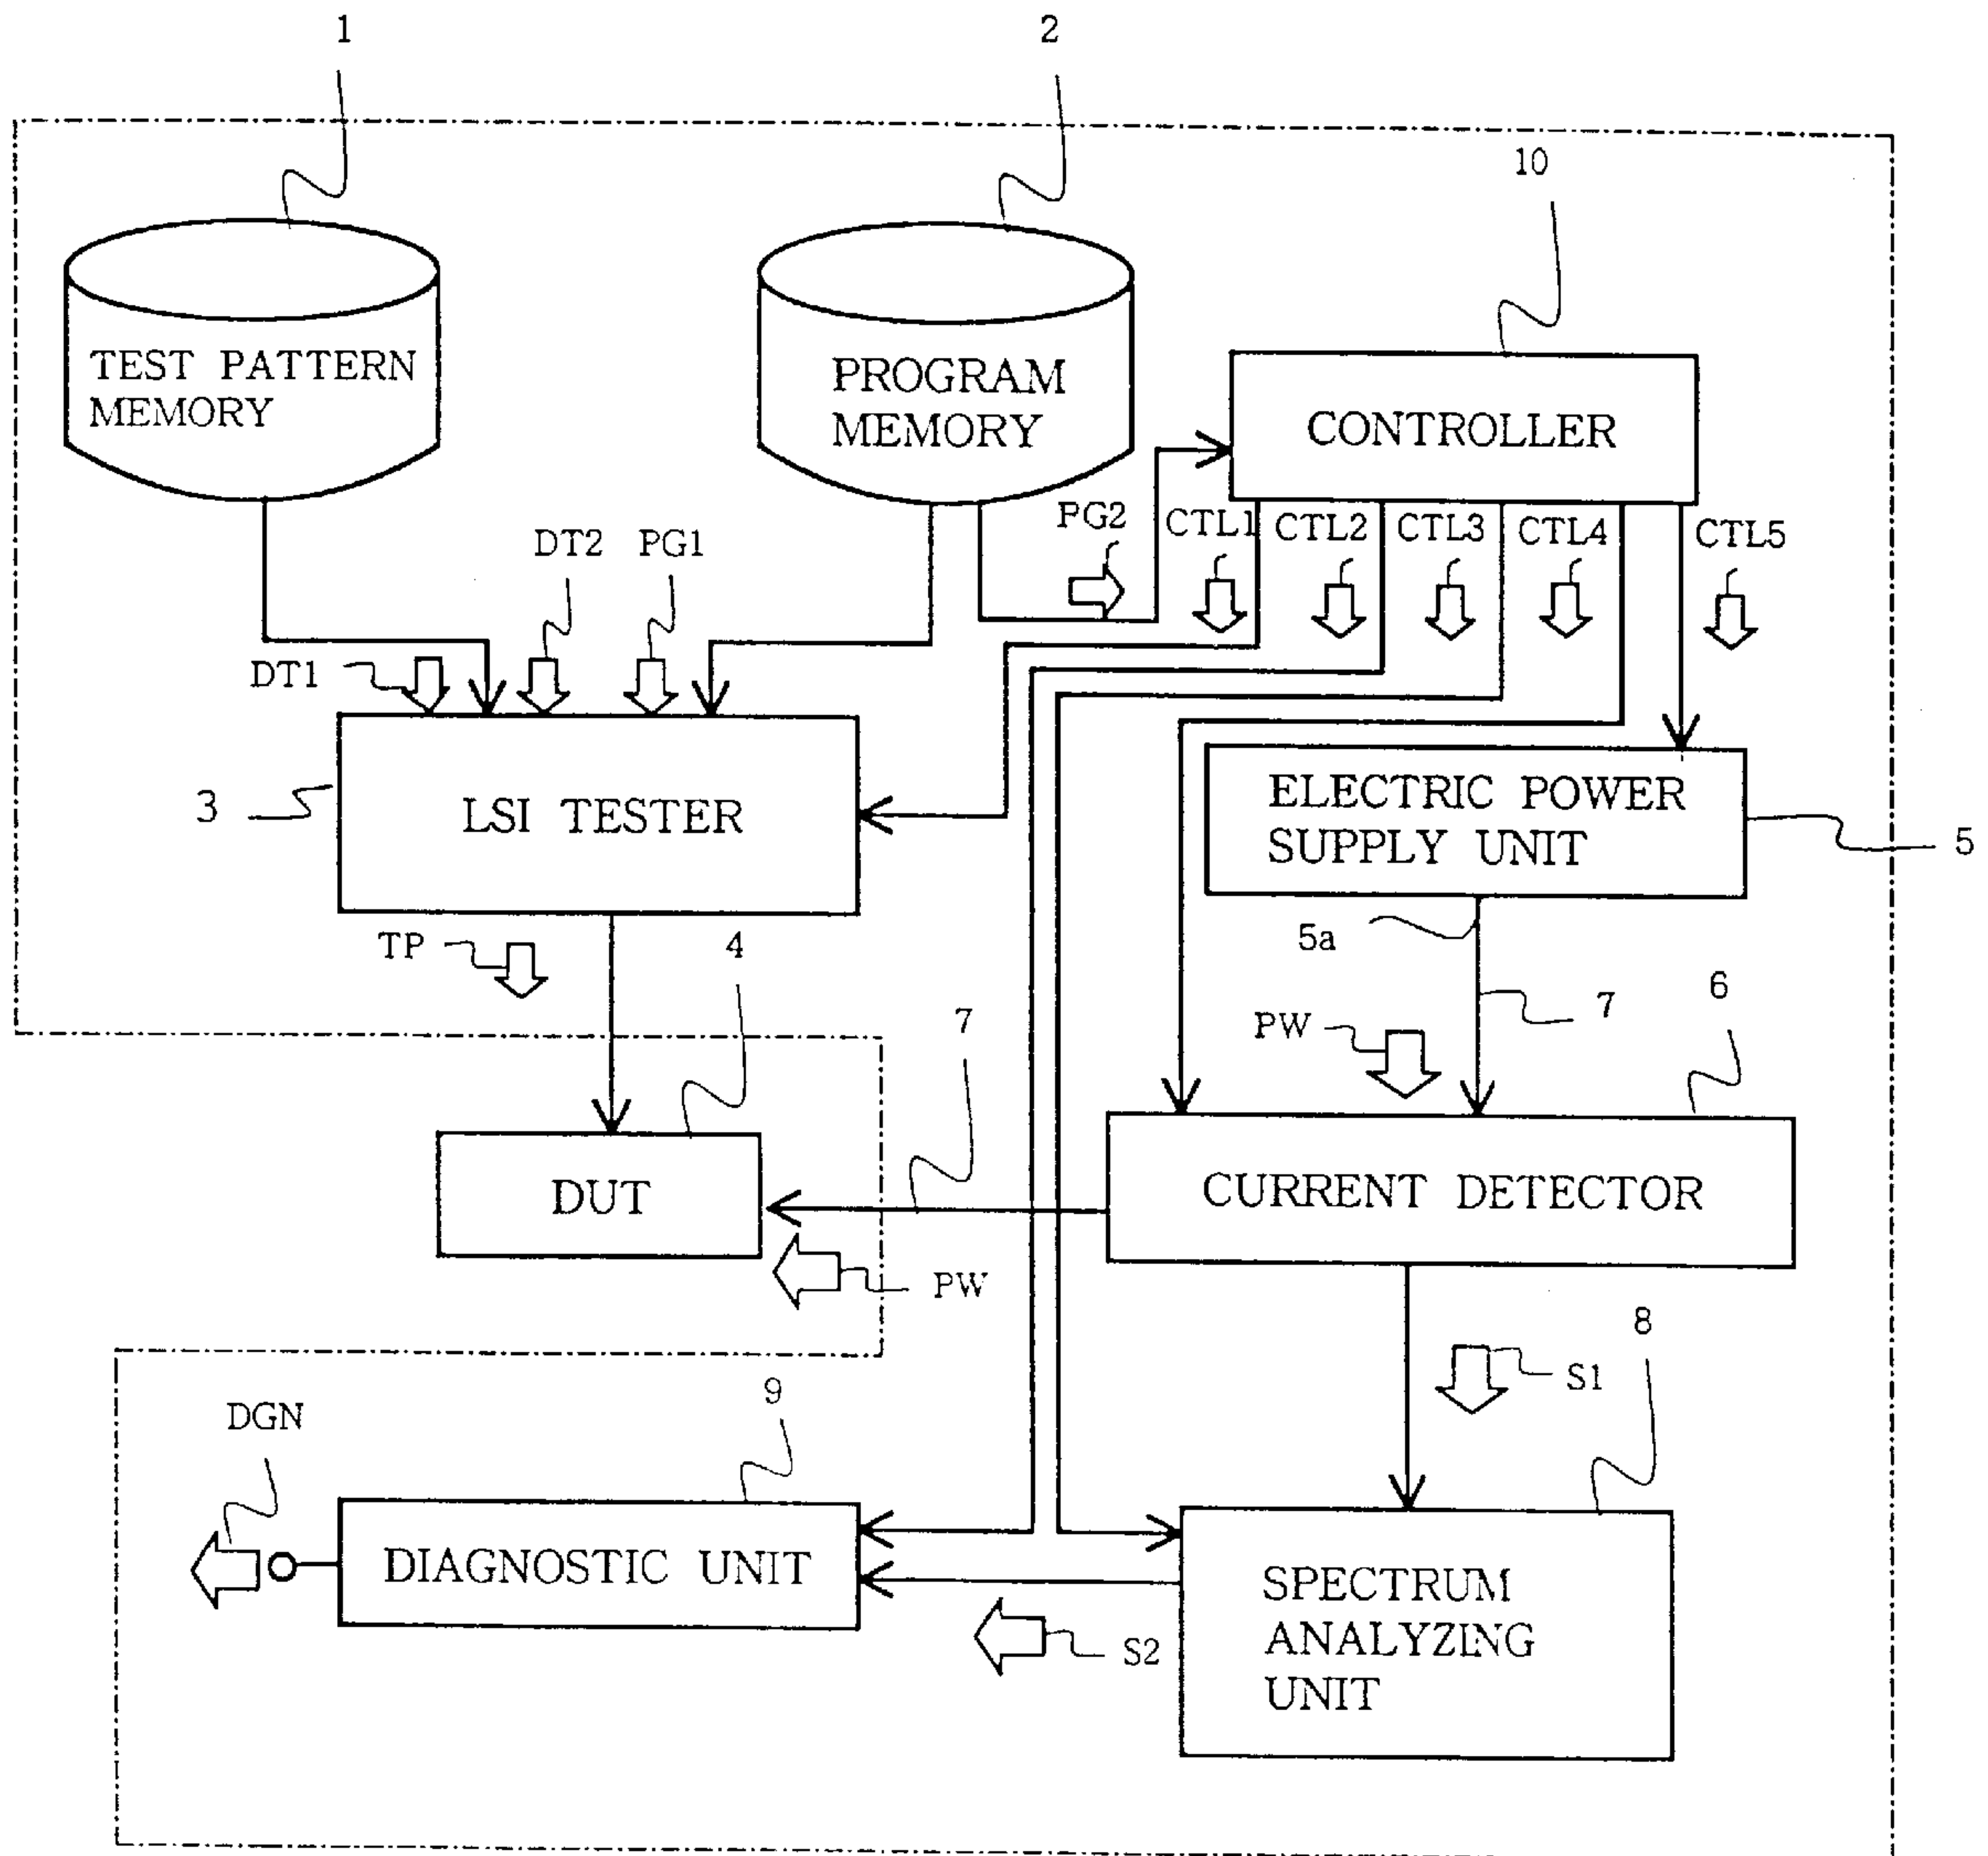 1
2
10
TEST PATTERN
MEMORY
PROGRAM
MEMORY
CONTROLLER
DT2
PG1
PG2
CTL1
CTL2
CTL3
CTL4
CTL5
DT1
3
LSI TESTER
ELECTRIC POWER
SUPPLY UNIT
5
TP
4
5a
7
6
7
PW
DUT
CURRENT DETECTOR
PW
8
S1
9
DGN
DIAGNOSTIC UNIT
SPECTRUM
ANALYZING
UNIT
S2